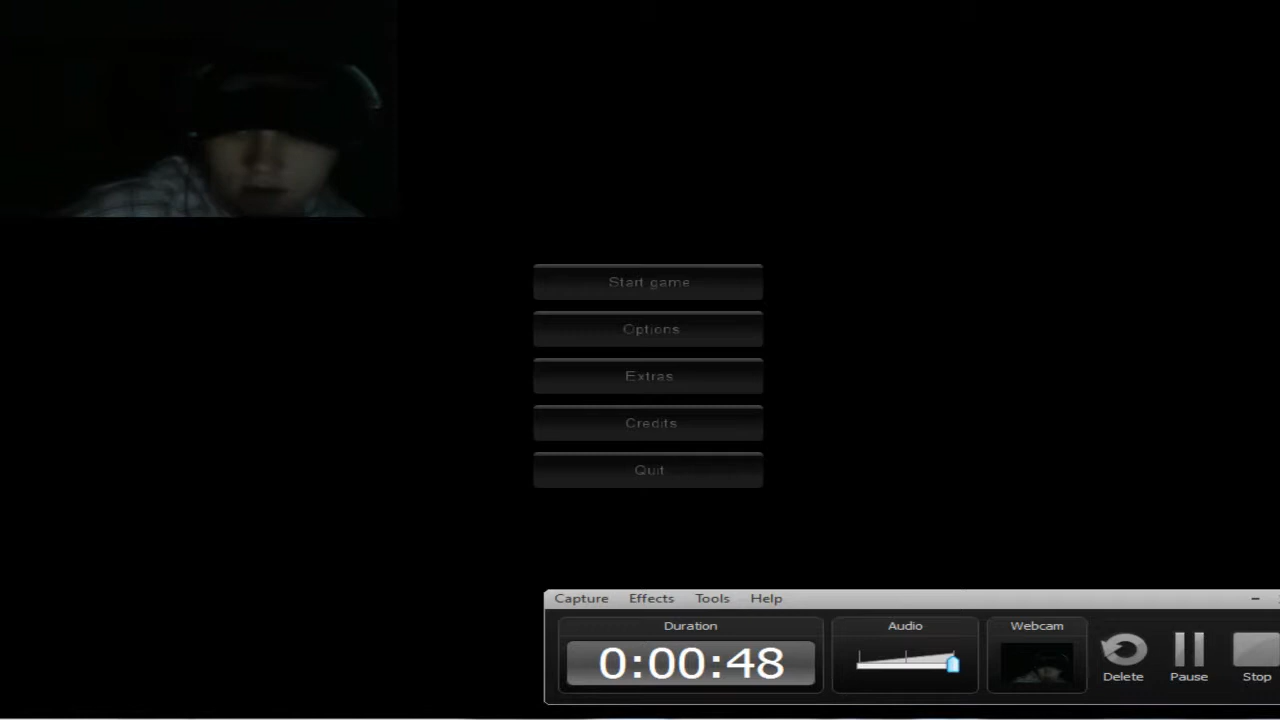 Start game
Options
Extras
Credits
Quit
Capture Effects Tools Help
Duration Audio Webcam
0:00:48
Delete Pause Stop